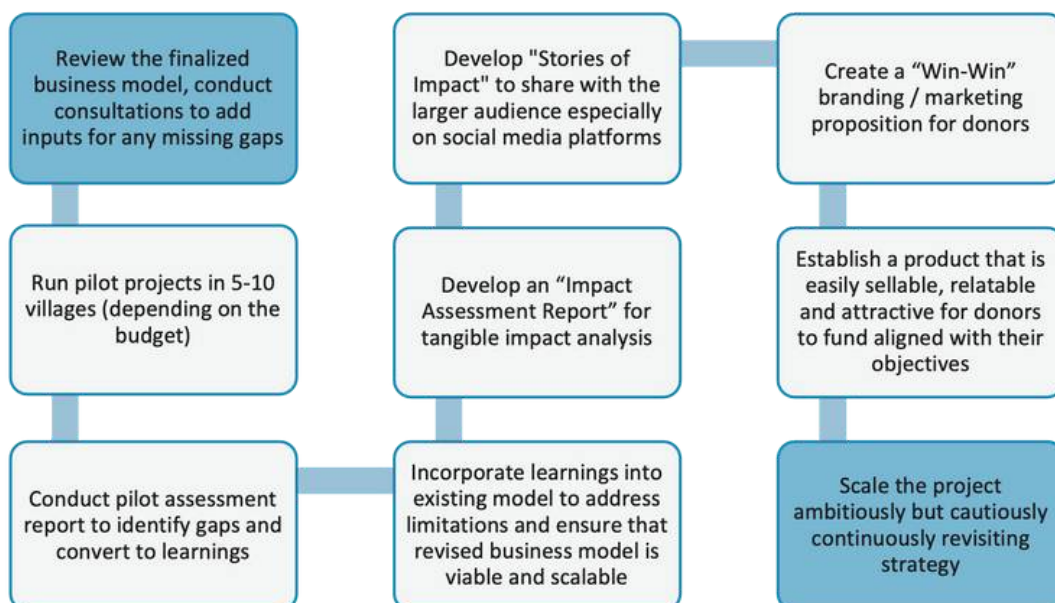 Review the finalized
business model, conduct
consultations to add
inputs for any missing gaps
Run pilot projects in 5-10
villages (depending on the
budget)
Conduct pilot assessment
report to identify gaps and
convert to learnings
Incorporate learnings into
existing model to address
limitations and ensure that
revised business model is
viable and scalable
Develop an “Impact
Assessment Report” for
tangible impact analysis
Develop "Stories of
Impact" to share with the
larger audience especially
on social media platforms
Create a “Win-Win”
branding / marketing
proposition for donors
Establish a product that is
easily sellable, relatable
and attractive for donors
to fund aligned with their
objectives
Scale the project
ambitiously but cautiously
continuously revisiting
strategy